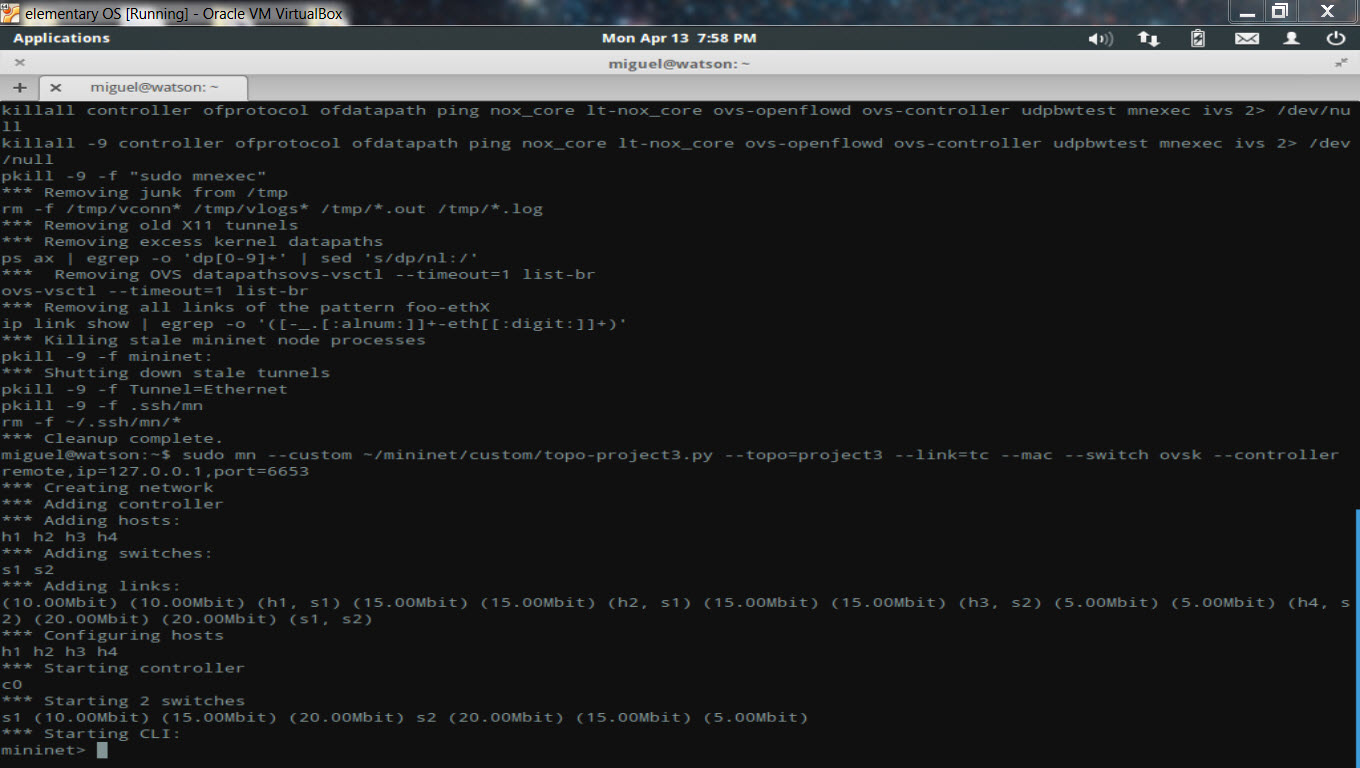 elementary OS [Running] - Oracle VM VirtualBox
Applications
Mon Apr 13 7:58 PM
miguel@watson: ~
miguel@watson: ~
killall controller ofprotocol ofdatapath ping nox_core lt-nox_core ovs-openflowd ovs-controller udpbwtest mnexec ivs 2> /dev/nu
ll
killall -9 controller ofprotocol ofdatapath ping nox_core lt-nox_core ovs-openflowd ovs-controller udpbwtest mnexec ivs 2> /dev
/null
pkill -9 -f "sudo mnexec"
*** Removing junk from /tmp
rm -f /tmp/vconn* /tmp/vlogs* /tmp/*.out /tmp/*.log
*** Removing old X11 tunnels
*** Removing excess kernel datapaths
ps ax | egrep -o 'dp[0-9]+' | sed 's/dp/nl:/'
***  Removing OVS datapathsovs-vsctl --timeout=1 list-br
ovs-vsctl --timeout=1 list-br
*** Removing all links of the pattern foo-ethX
ip link show | egrep -o '([-_.[:alnum:]]+-eth[[:digit:]]+)'
*** Killing stale mininet node processes
pkill -9 -f mininet:
*** Shutting down stale tunnels
pkill -9 -f Tunnel=Ethernet
pkill -9 -f .ssh/mn
rm -f ~/.ssh/mn/*
*** Cleanup complete.
miguel@watson:~$ sudo mn --custom ~/mininet/custom/topo-project3.py --topo=project3 --link=tc --mac --switch ovsk --controller
remote,ip=127.0.0.1,port=6653
*** Creating network
*** Adding controller
*** Adding hosts:
h1 h2 h3 h4
*** Adding switches:
s1 s2
*** Adding links:
(10.00Mbit) (10.00Mbit) (h1, s1) (15.00Mbit) (15.00Mbit) (h2, s1) (15.00Mbit) (15.00Mbit) (h3, s2) (5.00Mbit) (5.00Mbit) (h4, s
2) (20.00Mbit) (20.00Mbit) (s1, s2)
*** Configuring hosts
h1 h2 h3 h4
*** Starting controller
c0
*** Starting 2 switches
s1 (10.00Mbit) (15.00Mbit) (20.00Mbit) s2 (20.00Mbit) (15.00Mbit) (5.00Mbit)
*** Starting CLI:
mininet>